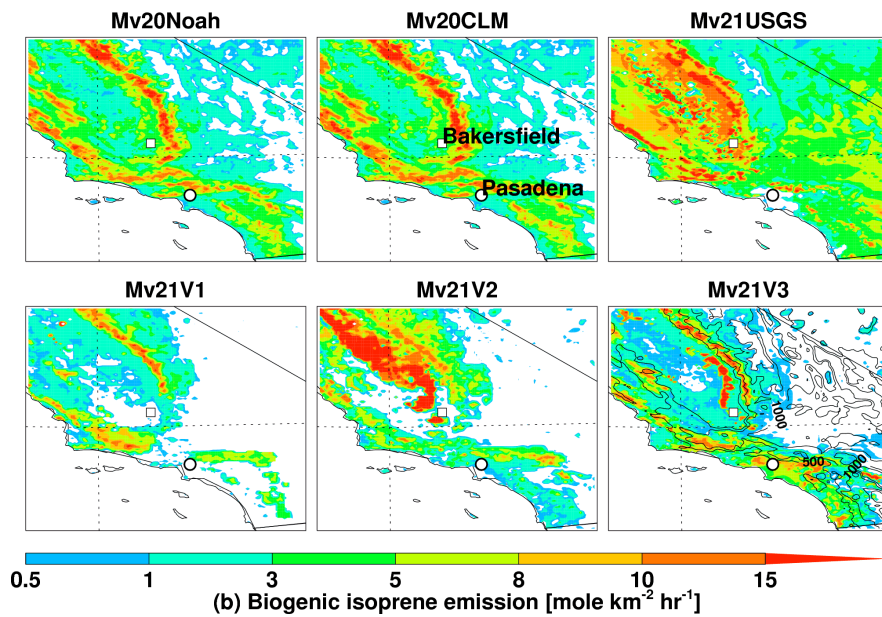 Mv20Noah Mv20CLM Mv21USGS
Bakersfield
Pasadena
Mv21V1 Mv21V2 Mv21V3
1000
500
1000
0.5 1 3 5 8 10 15
(b) Biogenic isoprene emission [mole km⁻² hr⁻¹]